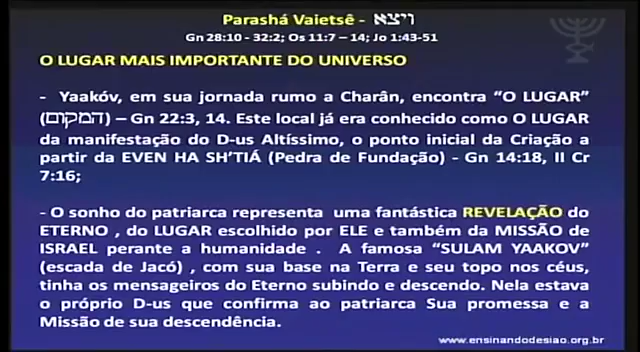 Parashá Vaietsê - ויצא
Gn 28:10 - 32:2; Os 11:7 – 14; Jo 1:43-51
O LUGAR MAIS IMPORTANTE DO UNIVERSO
- Yaakóv, em sua jornada rumo a Charân, encontra “O LUGAR”
(המקום) – Gn 22:3, 14. Este local já era conhecido como O LUGAR
da manifestação do D-us Altíssimo, o ponto inicial da Criação a
partir da EVEN HA SH’TIÁ (Pedra de Fundação) - Gn 14:18, II Cr
7:16;
- O sonho do patriarca representa uma fantástica REVELAÇÃO do
ETERNO , do LUGAR escolhido por ELE e também da MISSÃO de
ISRAEL perante a humanidade . A famosa “SULAM YAAKOV”
(escada de Jacó) , com sua base na Terra e seu topo nos céus,
tinha os mensageiros do Eterno subindo e descendo. Nela estava
o próprio D-us que confirma ao patriarca Sua promessa e a
Missão de sua descendência.
www.ensinandodesiao.org.br